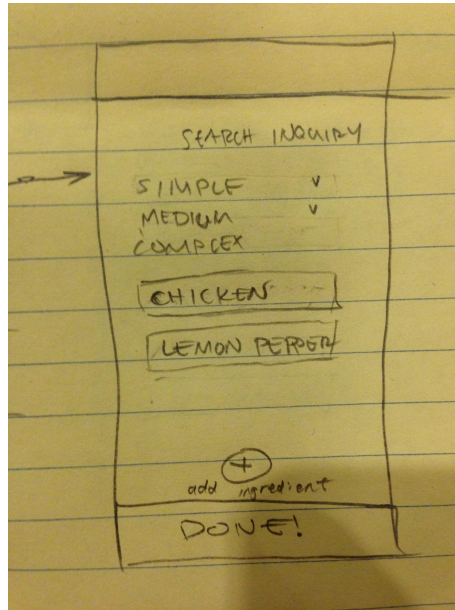 SEARCH INQUIRY
SIMPLE ✓
MEDIUM ✓
COMPLEX
CHICKEN
LEMON PEPPER
+
add ingredient
DONE!